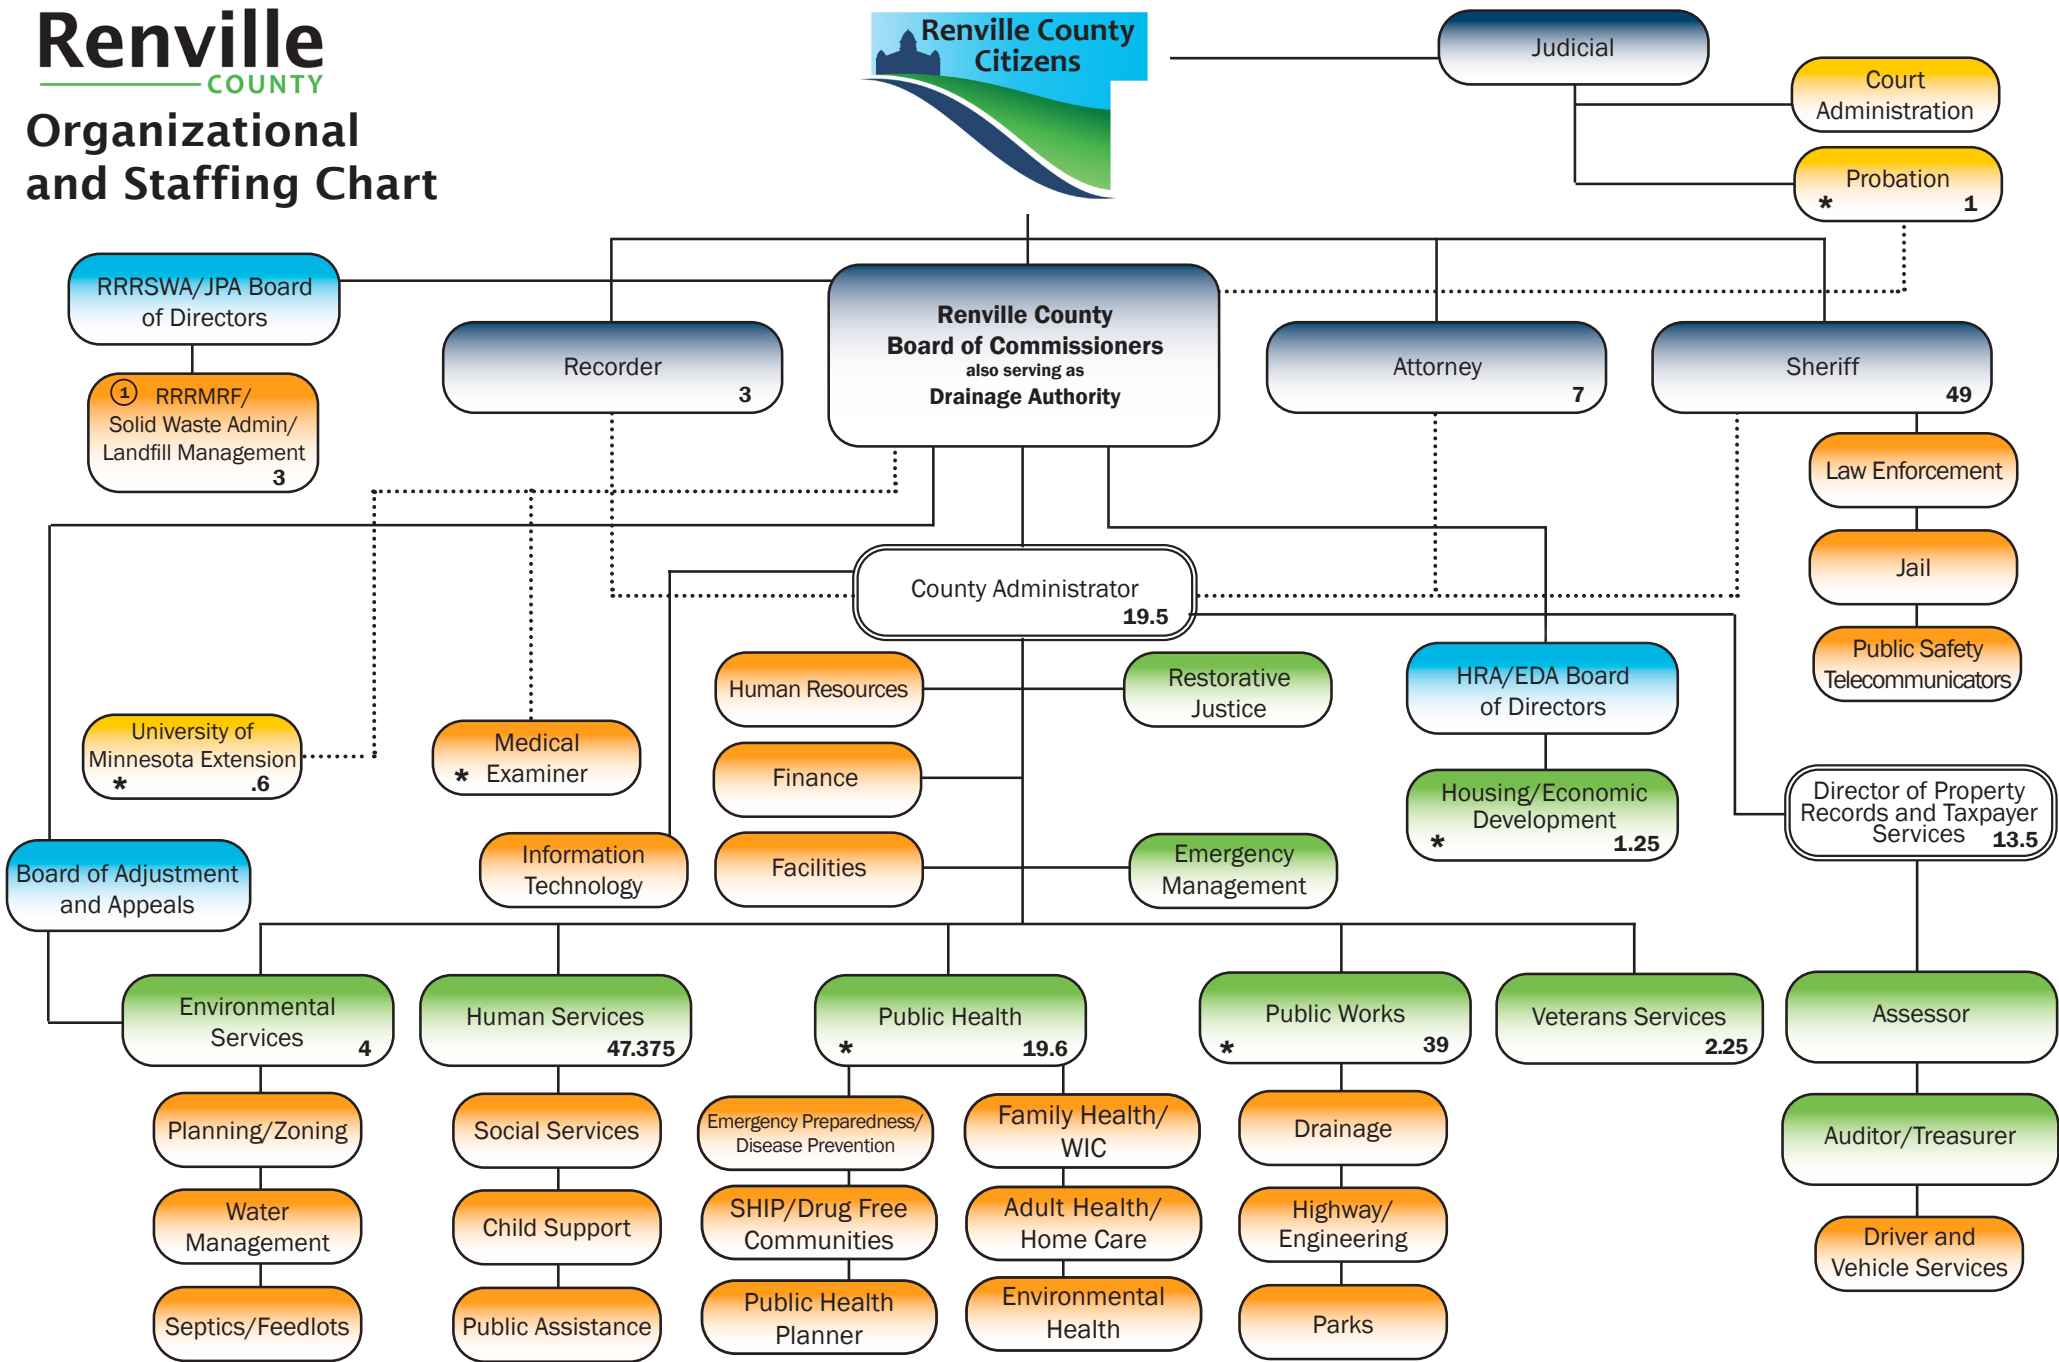 Renville
COUNTY
Organizational
and Staffing Chart
Renville County
Citizens
Judicial
Court
Administration
Probation
* 1
RRRSWA/JPA Board
of Directors
1 RRRMRF/
Solid Waste Admin/
Landfill Management
3
Recorder
3
Renville County
Board of Commissioners
also serving as
Drainage Authority
Attorney
7
Sheriff
49
Law Enforcement
Jail
Public Safety
Telecommunicators
County Administrator
19.5
Human Resources
Restorative
Justice
Finance
Facilities
Emergency
Management
HRA/EDA Board
of Directors
Housing/Economic
Development
* 1.25
University of
Minnesota Extension
* .6
Medical
* Examiner
Information
Technology
Director of Property
Records and Taxpayer
Services 13.5
Board of Adjustment
and Appeals
Environmental
Services 4
Planning/Zoning
Water
Management
Septics/Feedlots
Human Services
47.375
Social Services
Child Support
Public Assistance
Public Health
* 19.6
Emergency Preparedness/
Disease Prevention
SHIP/Drug Free
Communities
Public Health
Planner
Family Health/
WIC
Adult Health/
Home Care
Environmental
Health
Public Works
* 39
Drainage
Highway/
Engineering
Parks
Veterans Services
2.25
Assessor
Auditor/Treasurer
Driver and
Vehicle Services